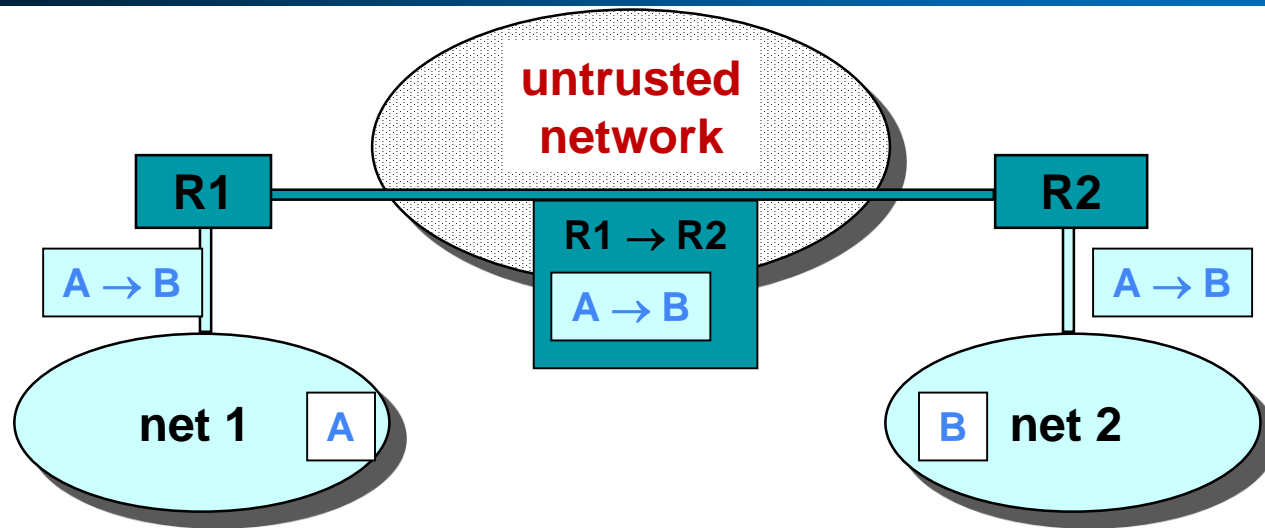 untrusted
network
R1
R2
R1 → R2
A → B
A → B
A → B
net 1
A
B
net 2